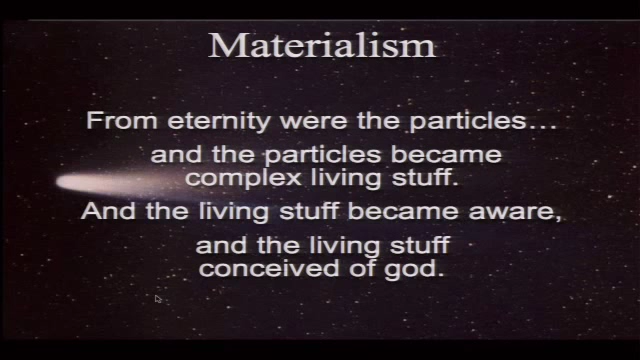 Materialism
From eternity were the particles...
and the particles became
complex living stuff.
And the living stuff became aware,
and the living stuff
conceived of god.